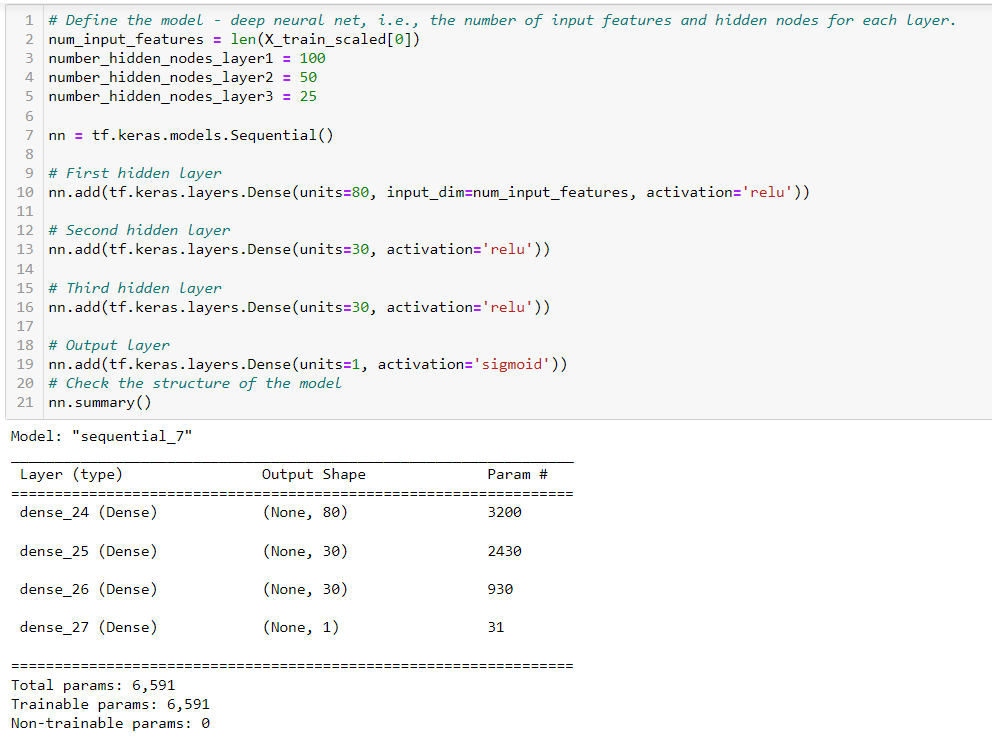 1 # Define the model - deep neural net, i.e., the number of input features and hidden nodes for each layer.
2 num_input_features = len(X_train_scaled[0])
3 number_hidden_nodes_layer1 = 100
4 number_hidden_nodes_layer2 = 50
5 number_hidden_nodes_layer3 = 25
6
7 nn = tf.keras.models.Sequential()
8
9 # First hidden layer
10 nn.add(tf.keras.layers.Dense(units=80, input_dim=num_input_features, activation='relu'))
11
12 # Second hidden layer
13 nn.add(tf.keras.layers.Dense(units=30, activation='relu'))
14
15 # Third hidden layer
16 nn.add(tf.keras.layers.Dense(units=30, activation='relu'))
17
18 # Output layer
19 nn.add(tf.keras.layers.Dense(units=1, activation='sigmoid'))
20 # Check the structure of the model
21 nn.summary()
Model: "sequential_7"
_________________________________________________________________
Layer (type) Output Shape Param #
=================================================================
dense_24 (Dense) (None, 80) 3200
dense_25 (Dense) (None, 30) 2430
dense_26 (Dense) (None, 30) 930
dense_27 (Dense) (None, 1) 31
=================================================================
Total params: 6,591
Trainable params: 6,591
Non-trainable params: 0